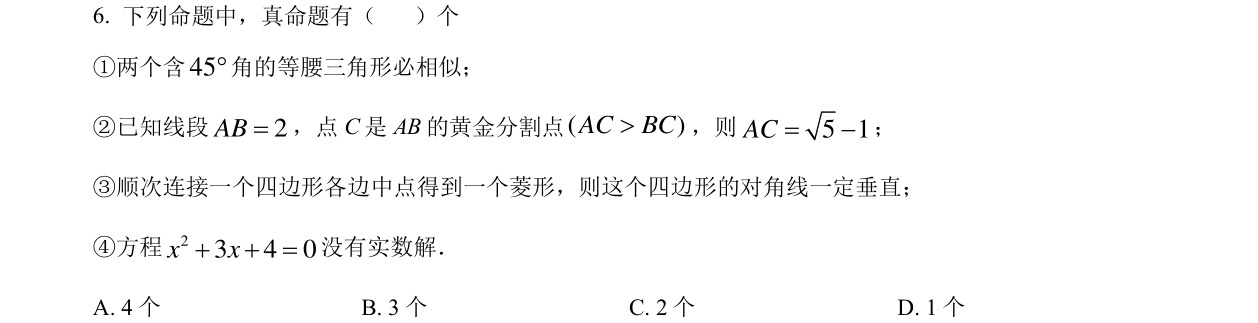 6. 下列命题中，真命题有（　　）个
①两个含45°角的等腰三角形必相似；
②已知线段AB=2，点C是AB的黄金分割点(AC > BC)，则AC=√5−1；
③顺次连接一个四边形各边中点得到一个菱形，则这个四边形的对角线一定垂直；
④方程x²+3x+4=0没有实数解．
A. 4个 B. 3个 C. 2个 D. 1个